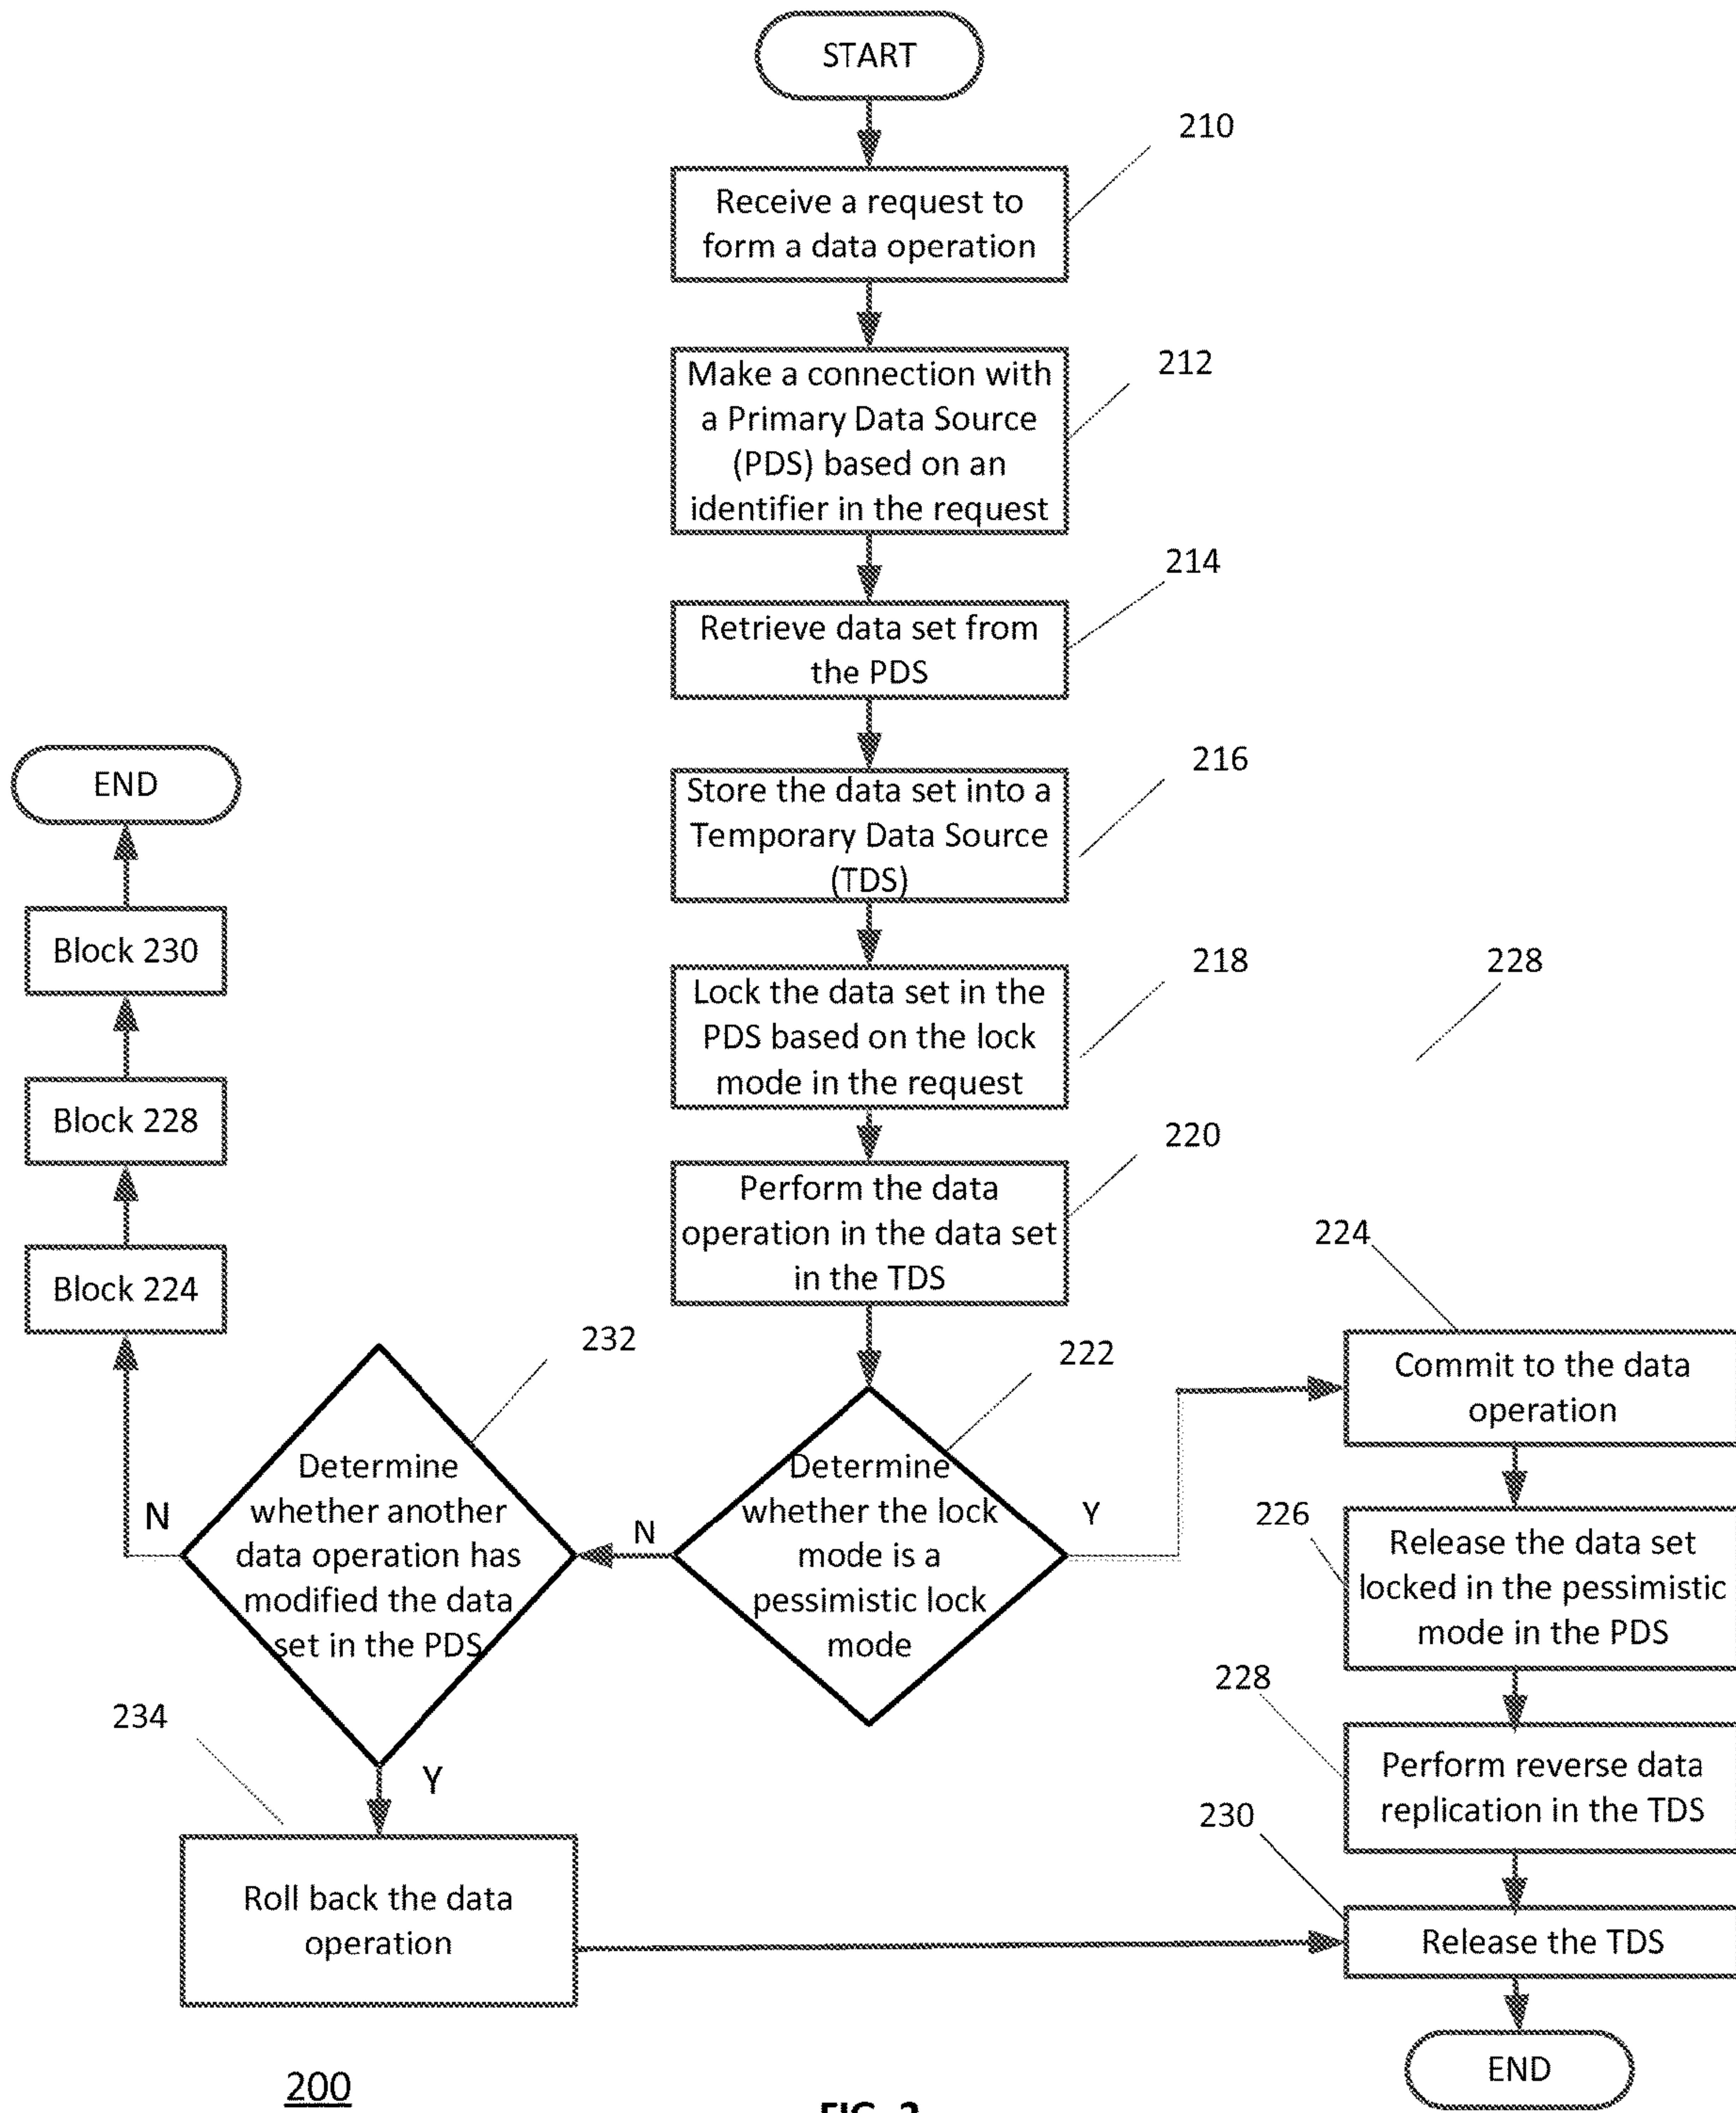 START
210
Receive a request to
form a data operation
212
Make a connection with
a Primary Data Source
(PDS) based on an
identifier in the request
214
Retrieve data set from
the PDS
216
Store the data set into a
Temporary Data Source
(TDS)
END
Block 230
218
228
Lock the data set in the
PDS based on the lock
mode in the request
Block 228
220
Perform the data
operation in the data set
in the TDS
Block 224
224
Commit to the data
operation
232
222
Determine
whether another
data operation has
modified the data
set in the PDS
N
N
Determine
whether the lock
mode is a
pessimistic lock
mode
Y
226
Release the data set
locked in the pessimistic
mode in the PDS
228
Perform reverse data
replication in the TDS
234
Y
Roll back the data
operation
230
Release the TDS
END
200
FIG. 2